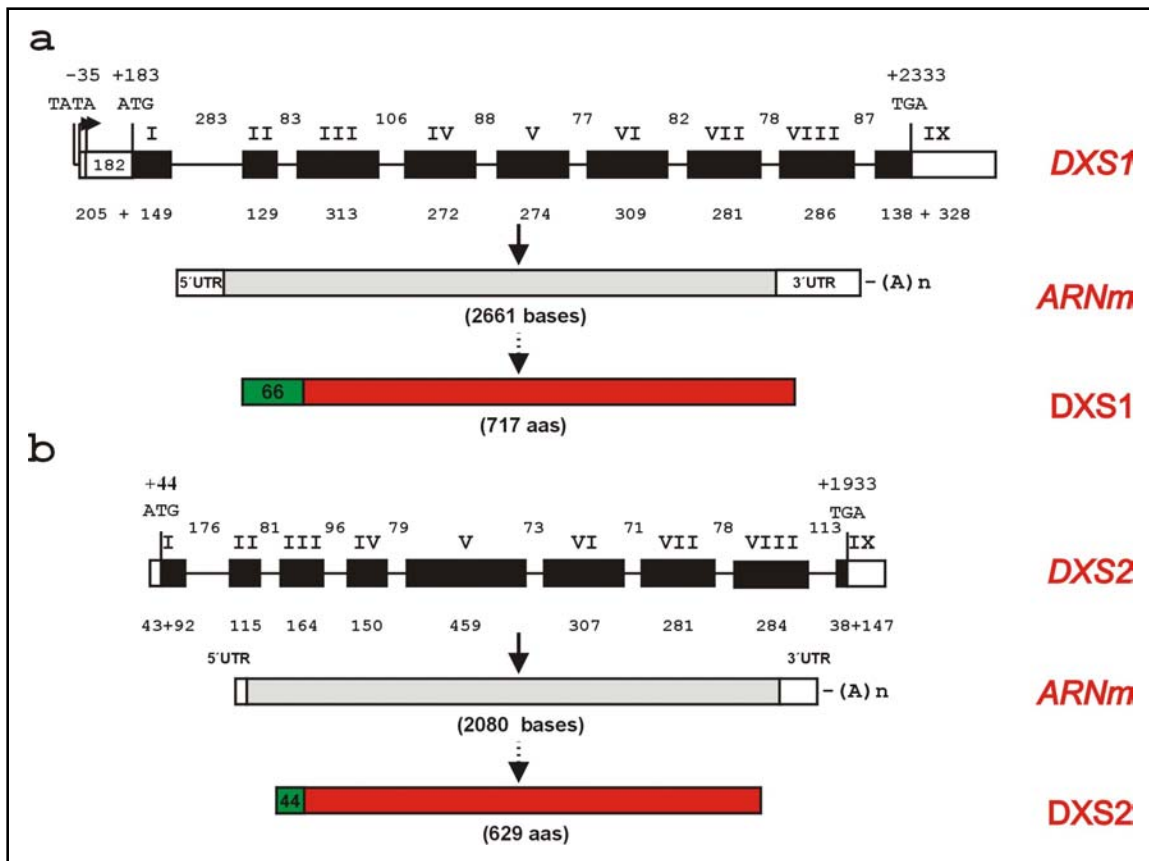 a
-35 +183 +2333
TATA ATG TGA
283 83 106 88 77 82 78 87
I II III IV V VI VII VIII IX
182
DXS1
205 + 149 129 313 272 274 309 281 286 138 + 328
5´UTR 3´UTR -(A)n
ARNm
(2661 bases)
66
DXS1
(717 aas)
b
+44 +1933
ATG TGA
176 81 96 79 73 71 78 113
I II III IV V VI VII VIII IX
DXS2
43+92 115 164 150 459 307 281 284 38+147
5´UTR 3´UTR
-(A)n
ARNm
(2080 bases)
44
DXS2
(629 aas)